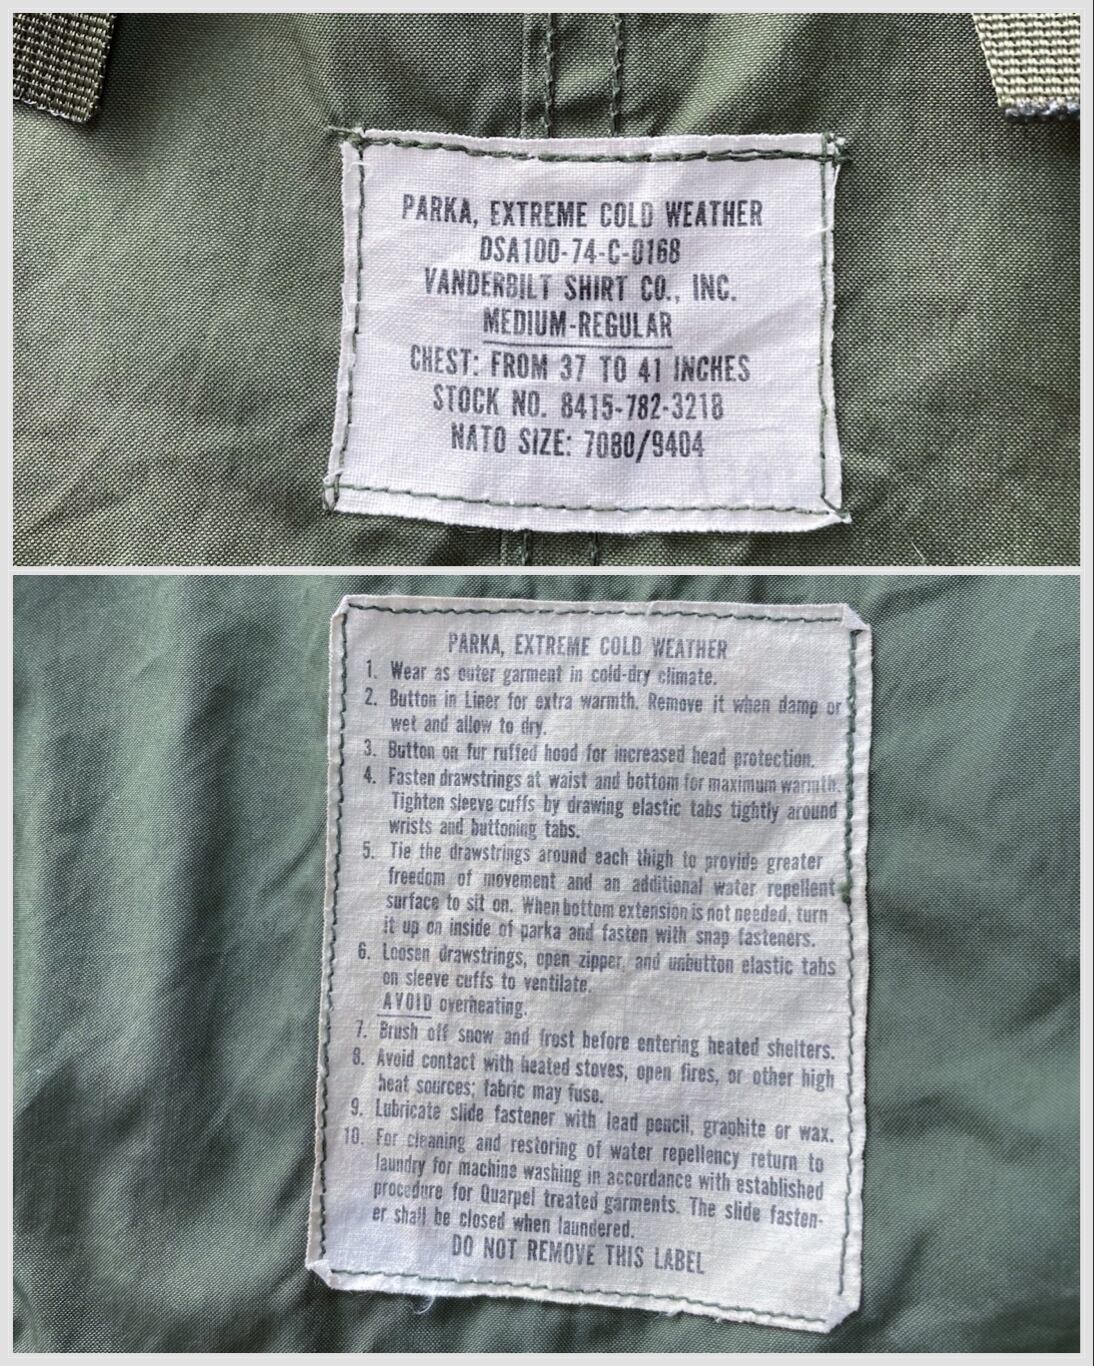 PARKA, EXTREME COLD WEATHER
DSA100-74-C-0168
VANDERBILT SHIRT CO., INC.
MEDIUM-REGULAR
CHEST: FROM 37 TO 41 INCHES
STOCK NO. 8415-782-3218
NATO SIZE: 7080/9404
PARKA, EXTREME COLD WEATHER
1. Wear as outer garment in cold-dry climate.
2. Button in Liner for extra warmth. Remove it when damp or
wet and allow to dry.
3. Button on fur ruffed hood for increased head protection.
4. Fasten drawstrings at waist and bottom for maximum warmth.
Tighten sleeve cuffs by drawing elastic tabs tightly around
wrists and buttoning tabs.
5. Tie the drawstrings around each thigh to provide greater
freedom of movement and an additional water repellent
surface to sit on. When bottom extension is not needed, turn
it up on inside of parka and fasten with snap fasteners.
6. Loosen drawstrings, open zipper, and unbutton elastic tabs
on sleeve cuffs to ventilate.
AVOID overheating.
7. Brush off snow and frost before entering heated shelters.
8. Avoid contact with heated stoves, open fires, or other high
heat sources; fabric may fuse.
9. Lubricate slide fastener with lead pencil, graphite or wax.
10. For cleaning and restoring of water repellency return to
laundry for machine washing in accordance with established
procedure for Quarpel treated garments. The slide fasten-
er shall be closed when laundered.
DO NOT REMOVE THIS LABEL